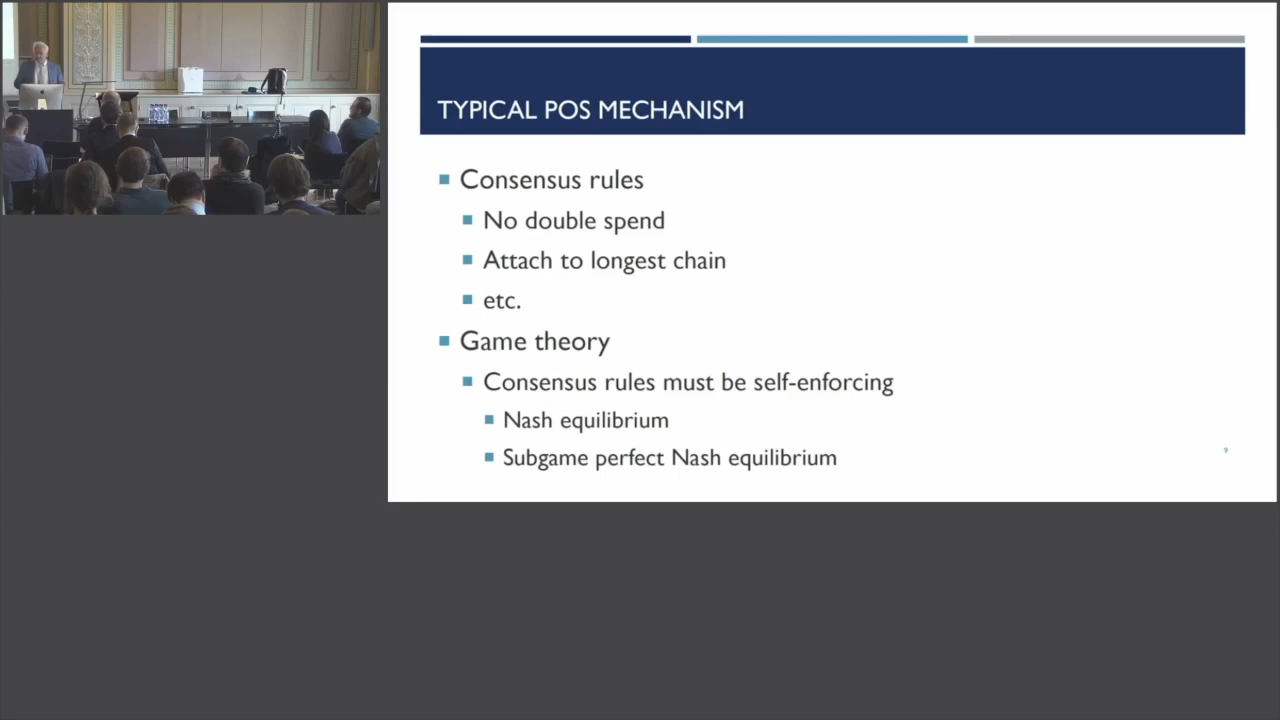 TYPICAL POS MECHANISM
Consensus rules
No double spend
Attach to longest chain
etc.
Game theory
Consensus rules must be self-enforcing
Nash equilibrium
Subgame perfect Nash equilibrium